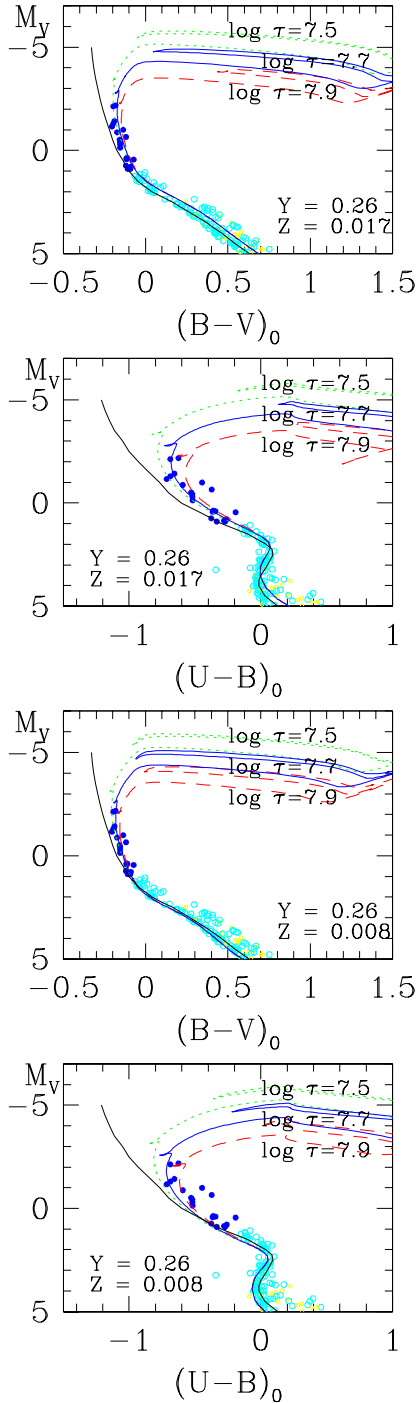 M_V
−5
log τ=7.5
log τ=7.7
log τ=7.9
0
Y = 0.26
Z = 0.017
5
−0.5 0 0.5 1 1.5
(B−V)₀
M_V
−5
log τ=7.5
log τ=7.7
log τ=7.9
0
Y = 0.26
Z = 0.017
5
−1 0 1
(U−B)₀
M_V
−5
log τ=7.5
log τ=7.7
log τ=7.9
0
Y = 0.26
Z = 0.008
5
−0.5 0 0.5 1 1.5
(B−V)₀
M_V
−5
log τ=7.5
log τ=7.7
log τ=7.9
0
Y = 0.26
Z = 0.008
5
−1 0 1
(U−B)₀